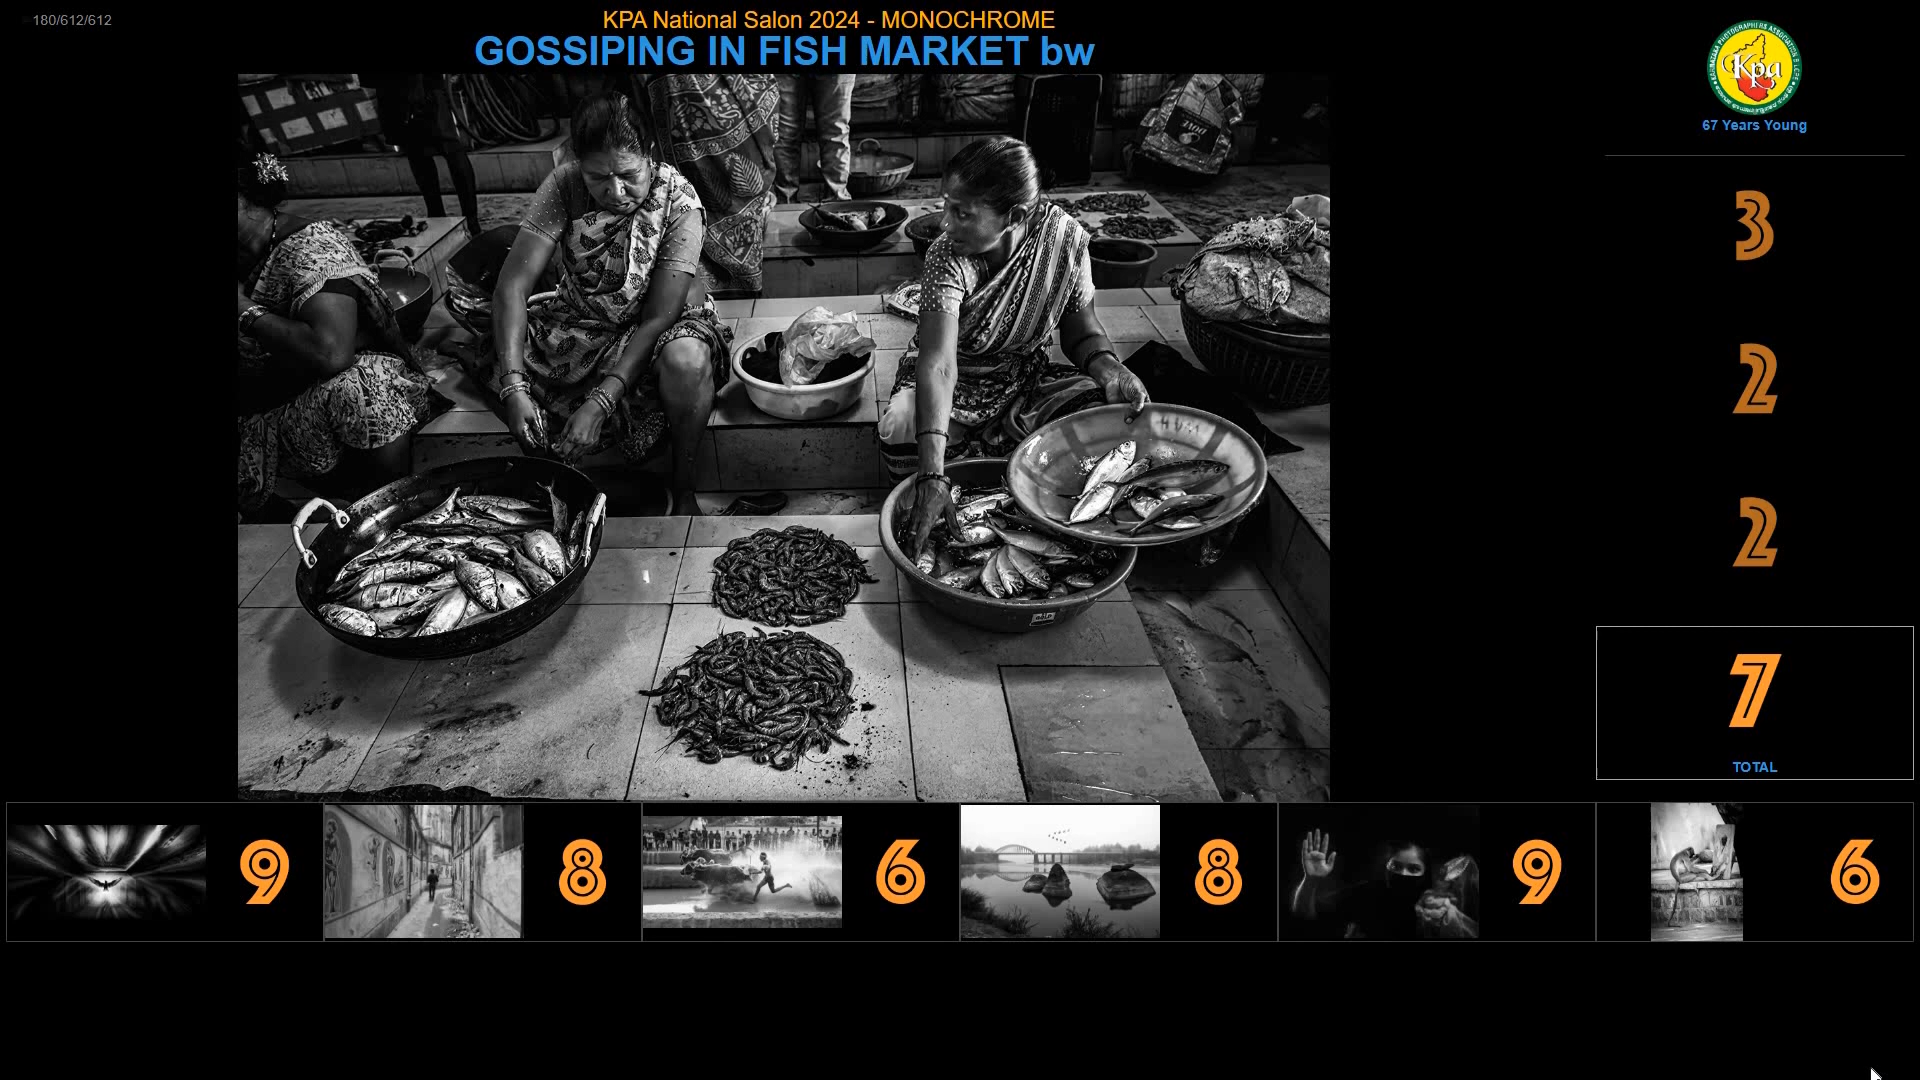 180/612/612
KPA National Salon 2024 - MONOCHROME
GOSSIPING IN FISH MARKET bw
Kpa
67 Years Young
3
2
2
7
TOTAL
9
8
6
8
9
6